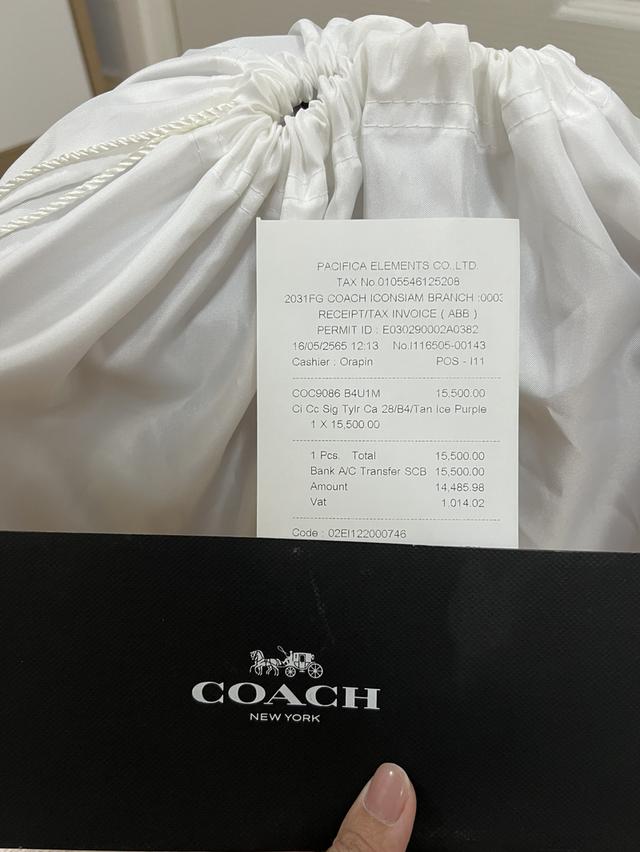 PACIFICA ELEMENTS CO.,LTD.
TAX No.0105546125208
2031FG COACH ICONSIAM BRANCH :0003
RECEIPT/TAX INVOICE ( ABB )
PERMIT ID : E030290002A0382
16/05/2565 12:13 No.I116505-00143
Cashier : Orapin POS - I11
COC9086 B4U1M 15,500.00
Ci Cc Sig Tylr Ca 28/B4/Tan Ice Purple
1 X 15,500.00
1 Pcs. Total 15,500.00
Bank A/C Transfer SCB 15,500.00
Amount 14,485.98
Vat 1,014.02
Code : 02EI122000746
COACH
NEW YORK